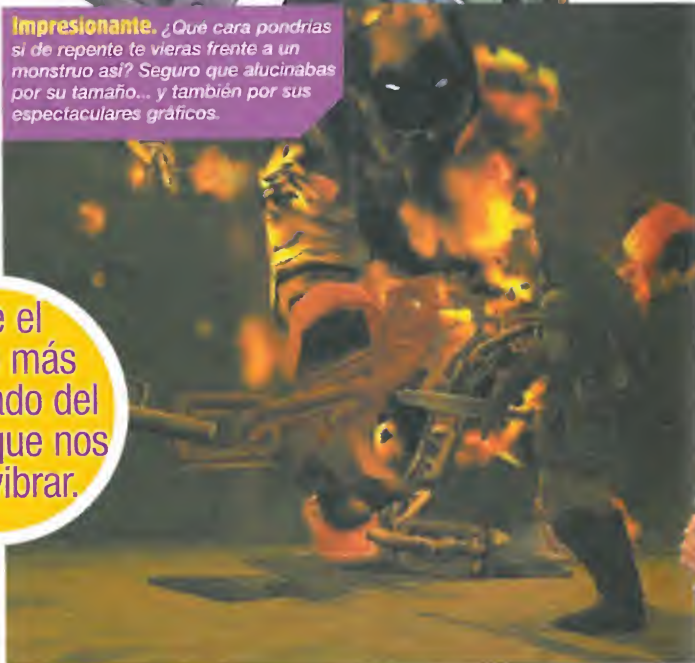 Impresionante. ¿Qué cara pondrías
si de repente te vieras frente a un
monstruo así? Seguro que alucinabas
por su tamaño... y también por sus
espectaculares gráficos.
el
más
del
que nos
vibrar.